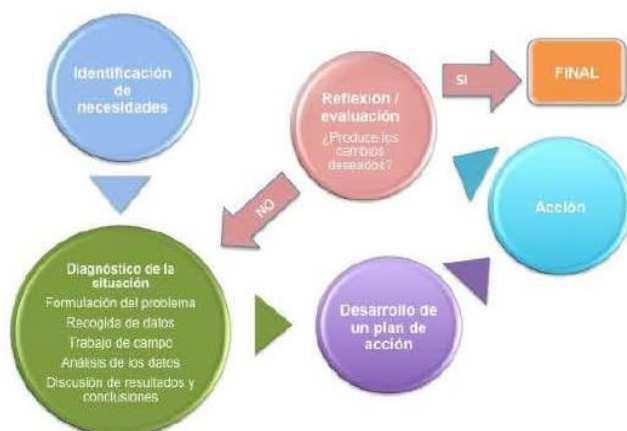 Identificación
de
necesidades
Diagnóstico de la
situación
Formulación del problema
Recogida de datos
Trabajo de campo
Análisis de los datos
Discusión de resultados y
conclusiones
Desarrollo de
un plan de
acción
Acción
Reflexión /
evaluación
¿Produce los
cambios
deseados?
NO
SI
FINAL